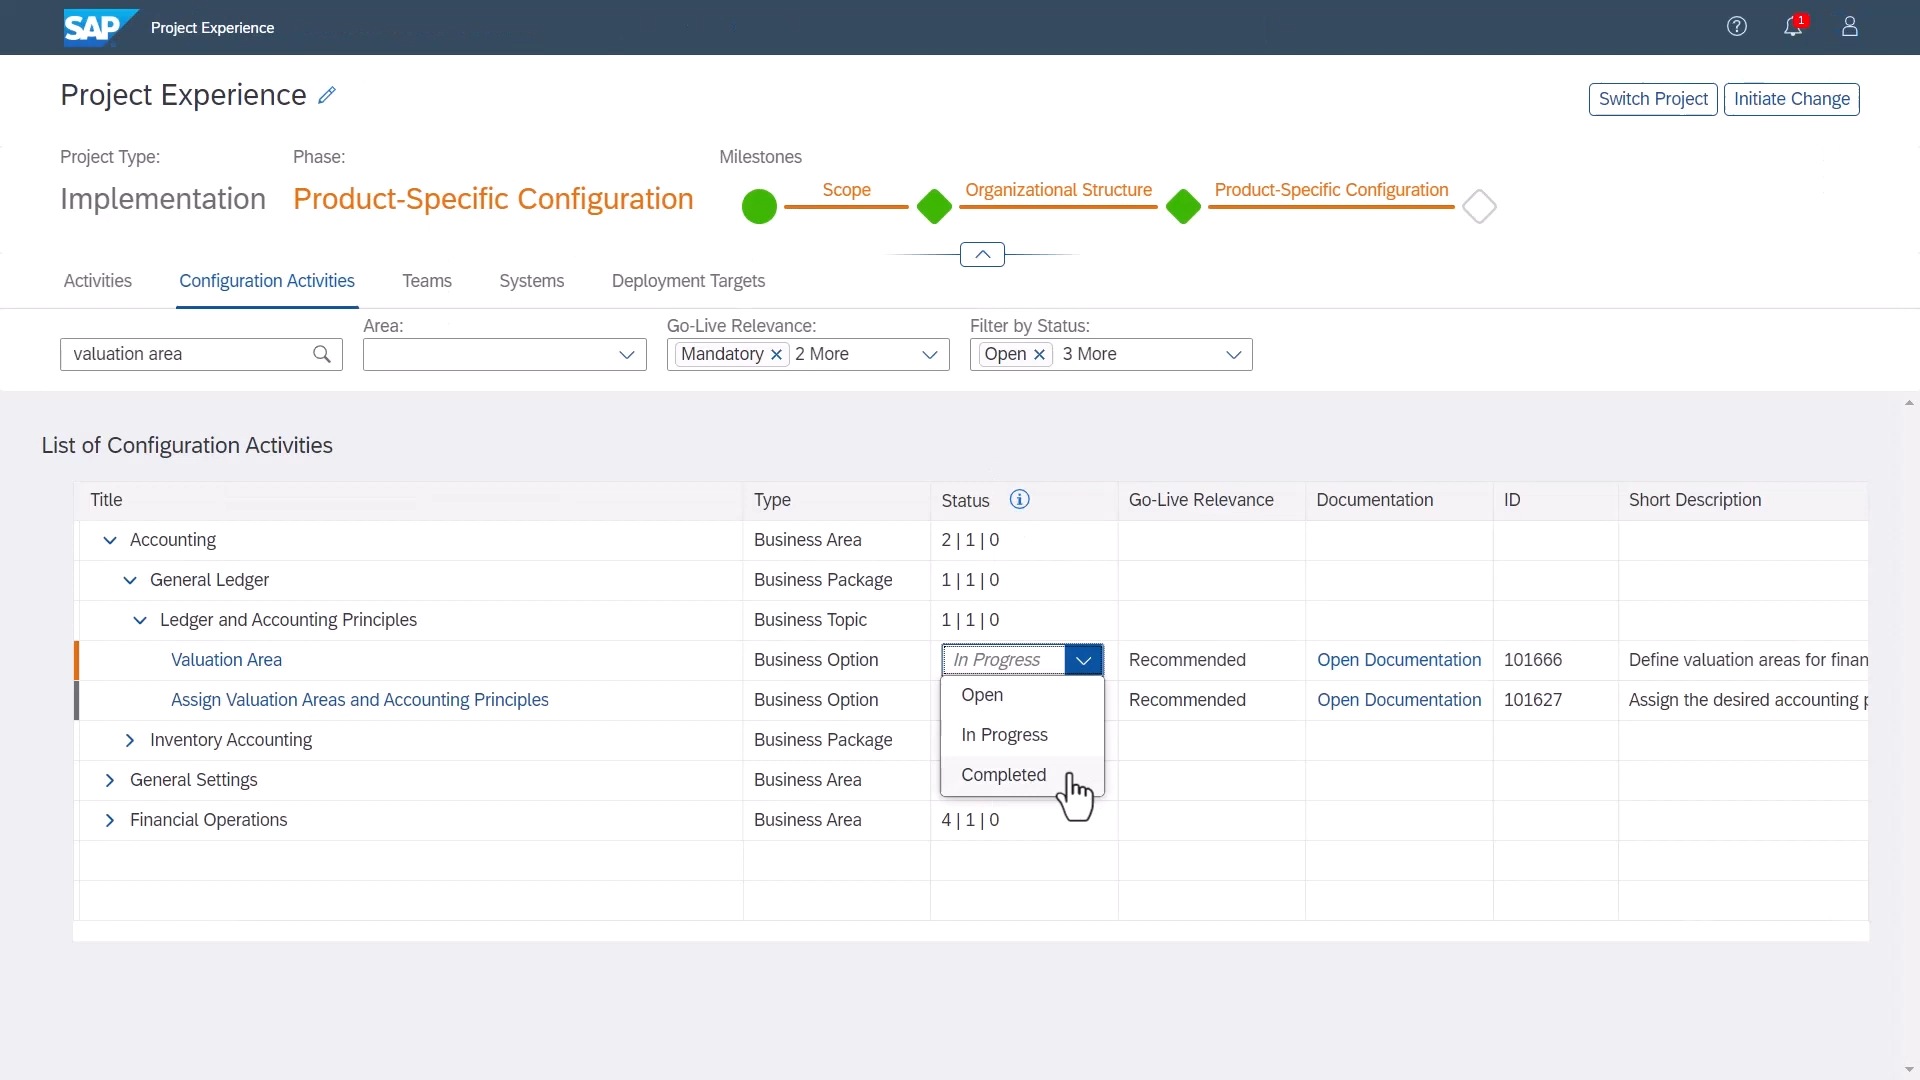 SAP Project Experience 1
Project Experience
Switch Project Initiate Change
Project Type: Phase: Milestones
Implementation Product-Specific Configuration Scope Organizational Structure Product-Specific Configuration
Activities Configuration Activities Teams Systems Deployment Targets
Area: Go-Live Relevance: Filter by Status:
valuation area Mandatory 2 More Open 3 More
List of Configuration Activities
Title Type Status Go-Live Relevance Documentation ID Short Description
Accounting Business Area 2 | 1 | 0
General Ledger Business Package 1 | 1 | 0
Ledger and Accounting Principles Business Topic 1 | 1 | 0
Valuation Area Business Option In Progress Recommended Open Documentation 101666 Define valuation areas for finan
Open
Assign Valuation Areas and Accounting Principles Business Option Recommended Open Documentation 101627 Assign the desired accounting p
In Progress
Inventory Accounting Business Package
Completed
General Settings Business Area
Financial Operations Business Area 4 | 1 | 0